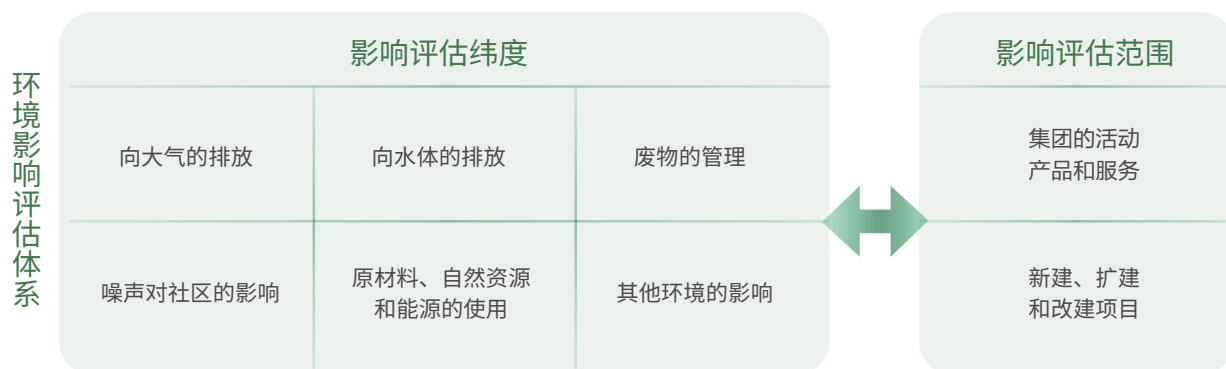 环境影响评估体系
影响评估纬度
向大气的排放
向水体的排放
废物的管理
噪声对社区的影响
原材料、自然资源
和能源的使用
其他环境的影响
影响评估范围
集团的活动
产品和服务
新建、扩建
和改建项目